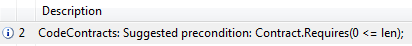 Description
2 CodeContracts: Suggested precondition: Contract.Requires(0 <= len);